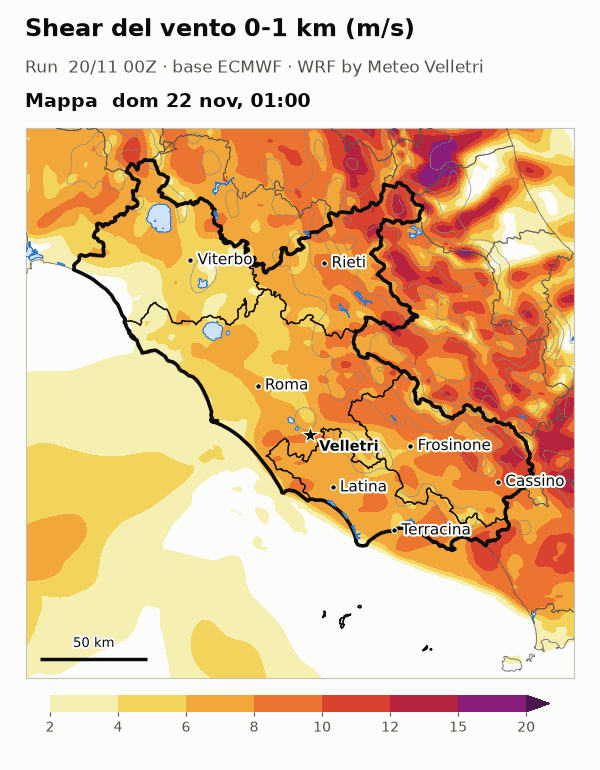 Shear del vento 0-1 km (m/s)
Run  20/11 00Z · base ECMWF · WRF by Meteo Velletri
Mappa  dom 22 nov, 01:00
Viterbo
Rieti
Roma
Velletri
Frosinone
Latina
Cassino
Terracina
50 km
2 4 6 8 10 12 15 20